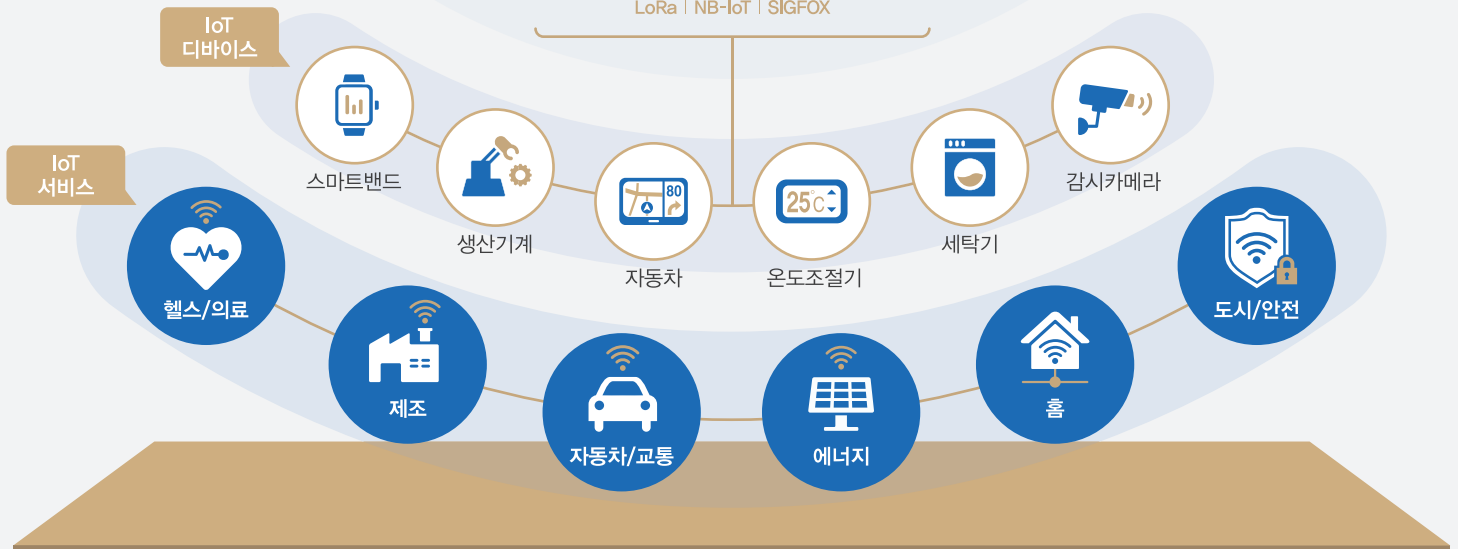 LoRa | NB-IoT | SIGFOX
IoT
디바이스
스마트밴드
생산기계
80
자동차
25°C
온도조절기
세탁기
감시카메라
IoT
서비스
헬스/의료
제조
자동차/교통
에너지
홈
도시/안전